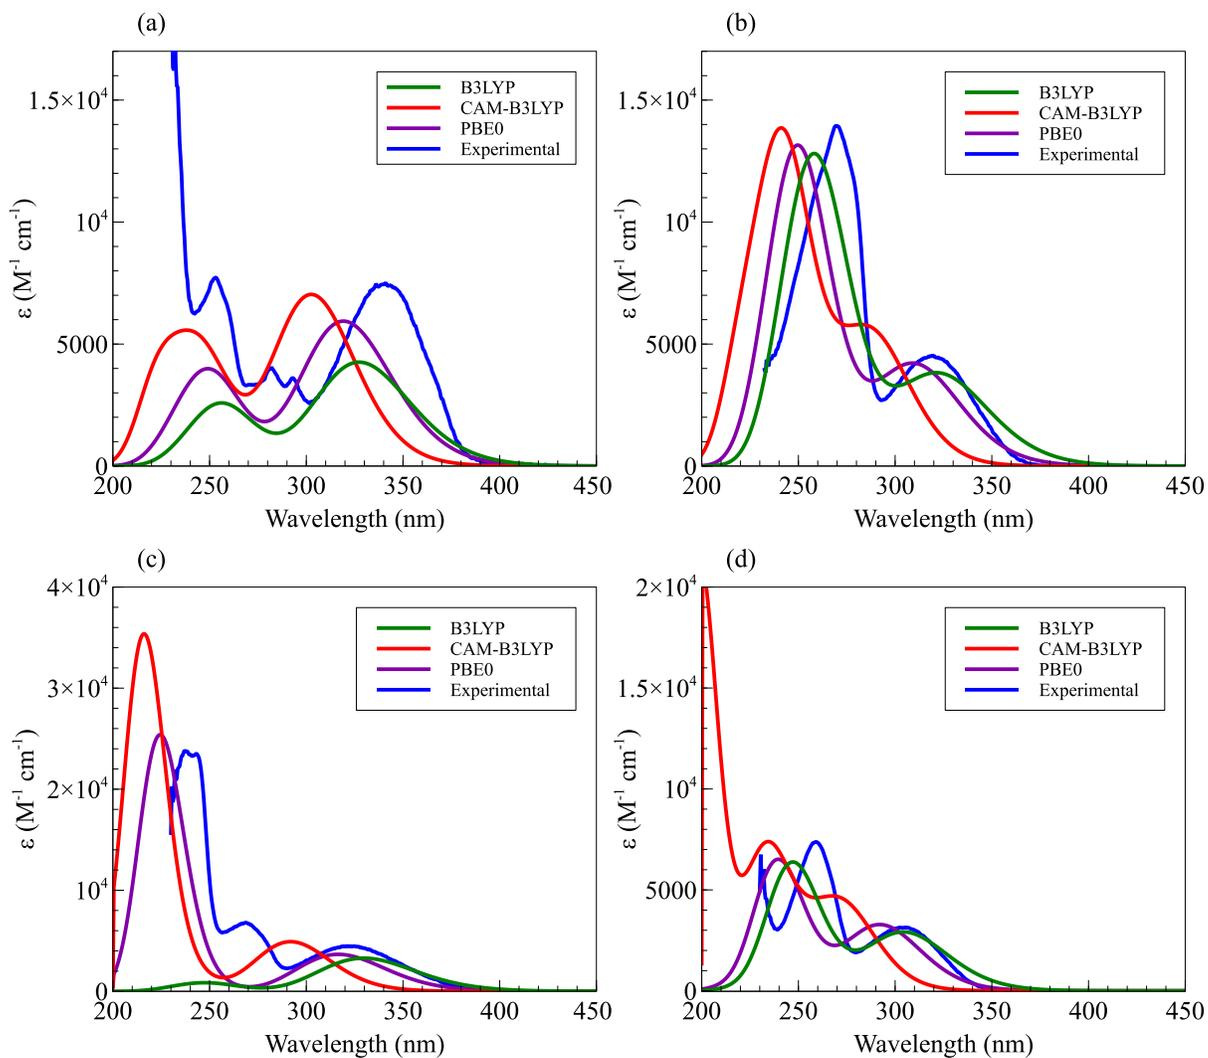 (a)
1.5×10⁴
10⁴
5000
0
ε (M⁻¹ cm⁻¹)
B3LYP
CAM-B3LYP
PBE0
Experimental
200 250 300 350 400 450
Wavelength (nm)
(b)
1.5×10⁴
10⁴
5000
0
ε (M⁻¹ cm⁻¹)
B3LYP
CAM-B3LYP
PBE0
Experimental
200 250 300 350 400 450
Wavelength (nm)
(c)
4×10⁴
3×10⁴
2×10⁴
10⁴
0
ε (M⁻¹ cm⁻¹)
B3LYP
CAM-B3LYP
PBE0
Experimental
200 250 300 350 400 450
Wavelength (nm)
(d)
2×10⁴
1.5×10⁴
10⁴
5000
0
ε (M⁻¹ cm⁻¹)
B3LYP
CAM-B3LYP
PBE0
Experimental
200 250 300 350 400 450
Wavelength (nm)